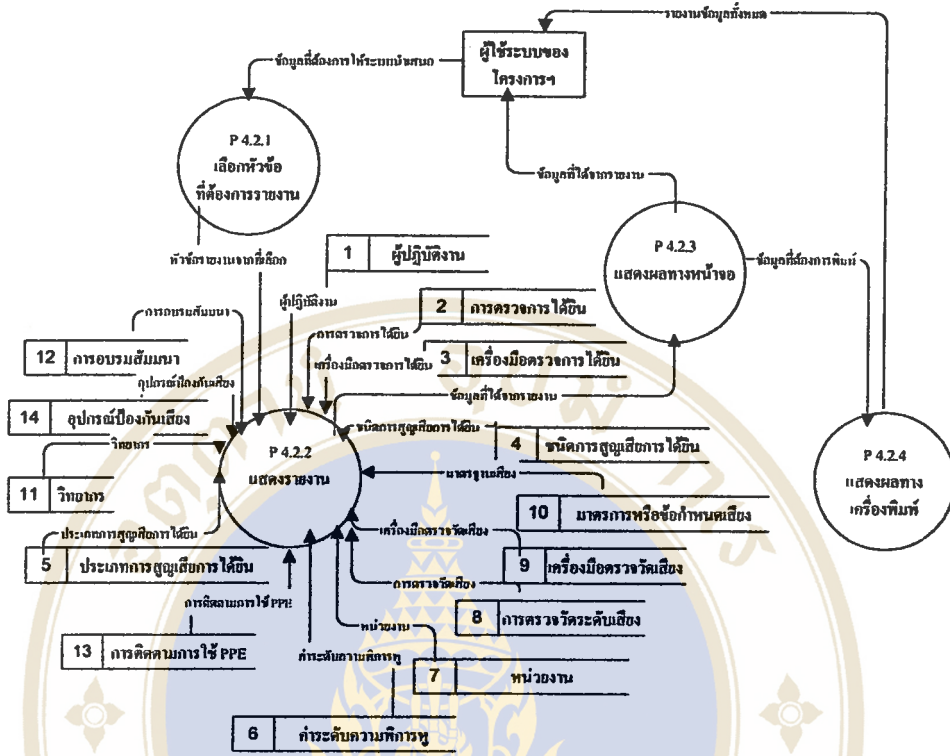 รายงานข้อมูลทั้งหมด
ผู้ใช้ระบบของ
โครงการฯ
ข้อมูลที่ต้องการให้ระบบนำเสนอ
P 4.2.1
เลือกหัวข้อ
ที่ต้องการรายงาน
ข้อมูลที่ได้จากรายงาน
P 4.2.3
แสดงผลทางหน้าจอ
ข้อมูลที่ต้องการพิมพ์
หัวข้อรายงานจากที่เลือก
1 ผู้ปฏิบัติงาน
ผู้ปฏิบัติงาน
2 การตรวจการได้ยิน
การตรวจการได้ยิน
การอบรมสัมมนา
12 การอบรมสัมมนา
3 เครื่องมือตรวจการได้ยิน
เครื่องมือตรวจการได้ยิน
อุปกรณ์ป้องกันเสียง
ข้อมูลที่ได้จากรายงาน
14 อุปกรณ์ป้องกันเสียง
ชนิดการสูญเสียการได้ยิน
4 ชนิดการสูญเสียการได้ยิน
วิทยากร
P 4.2.2
แสดงรายงาน
P 4.2.4
แสดงผลทาง
เครื่องพิมพ์
มาตรฐานเสียง
11 วิทยากร
10 มาตรการหรือข้อกำหนดเสียง
ประเภทการสูญเสียการได้ยิน
เครื่องมือตรวจวัดเสียง
5 ประเภทการสูญเสียการได้ยิน
9 เครื่องมือตรวจวัดเสียง
การตรวจวัดเสียง
การติดตามการใช้ PPE
8 การตรวจวัดระดับเสียง
หน่วยงาน
13 การติดตามการใช้ PPE
ค่าระดับความพิการหู
7 หน่วยงาน
6 ค่าระดับความพิการหู